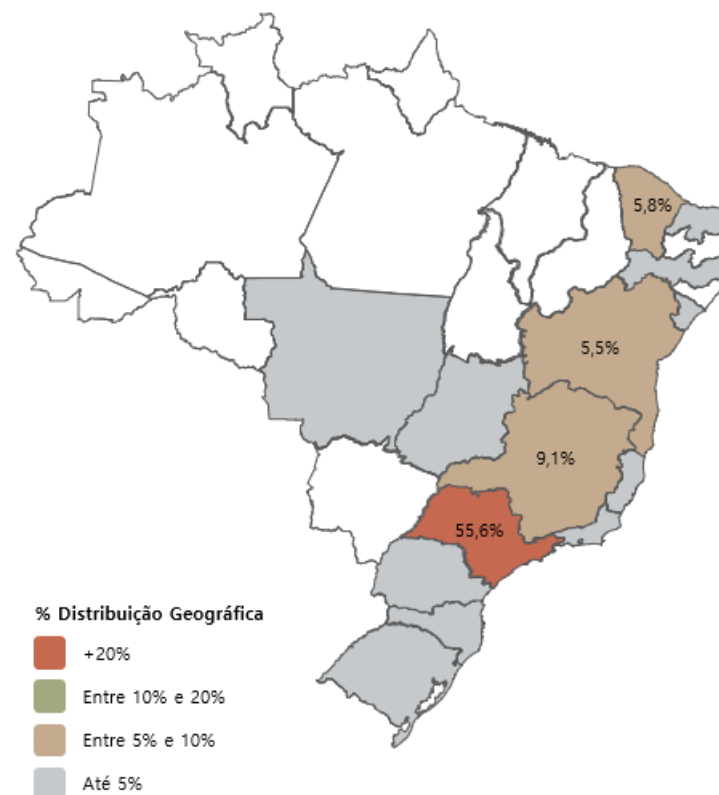 5,8%
5,5%
9,1%
55,6%
% Distribuição Geográfica
+20%
Entre 10% e 20%
Entre 5% e 10%
Até 5%